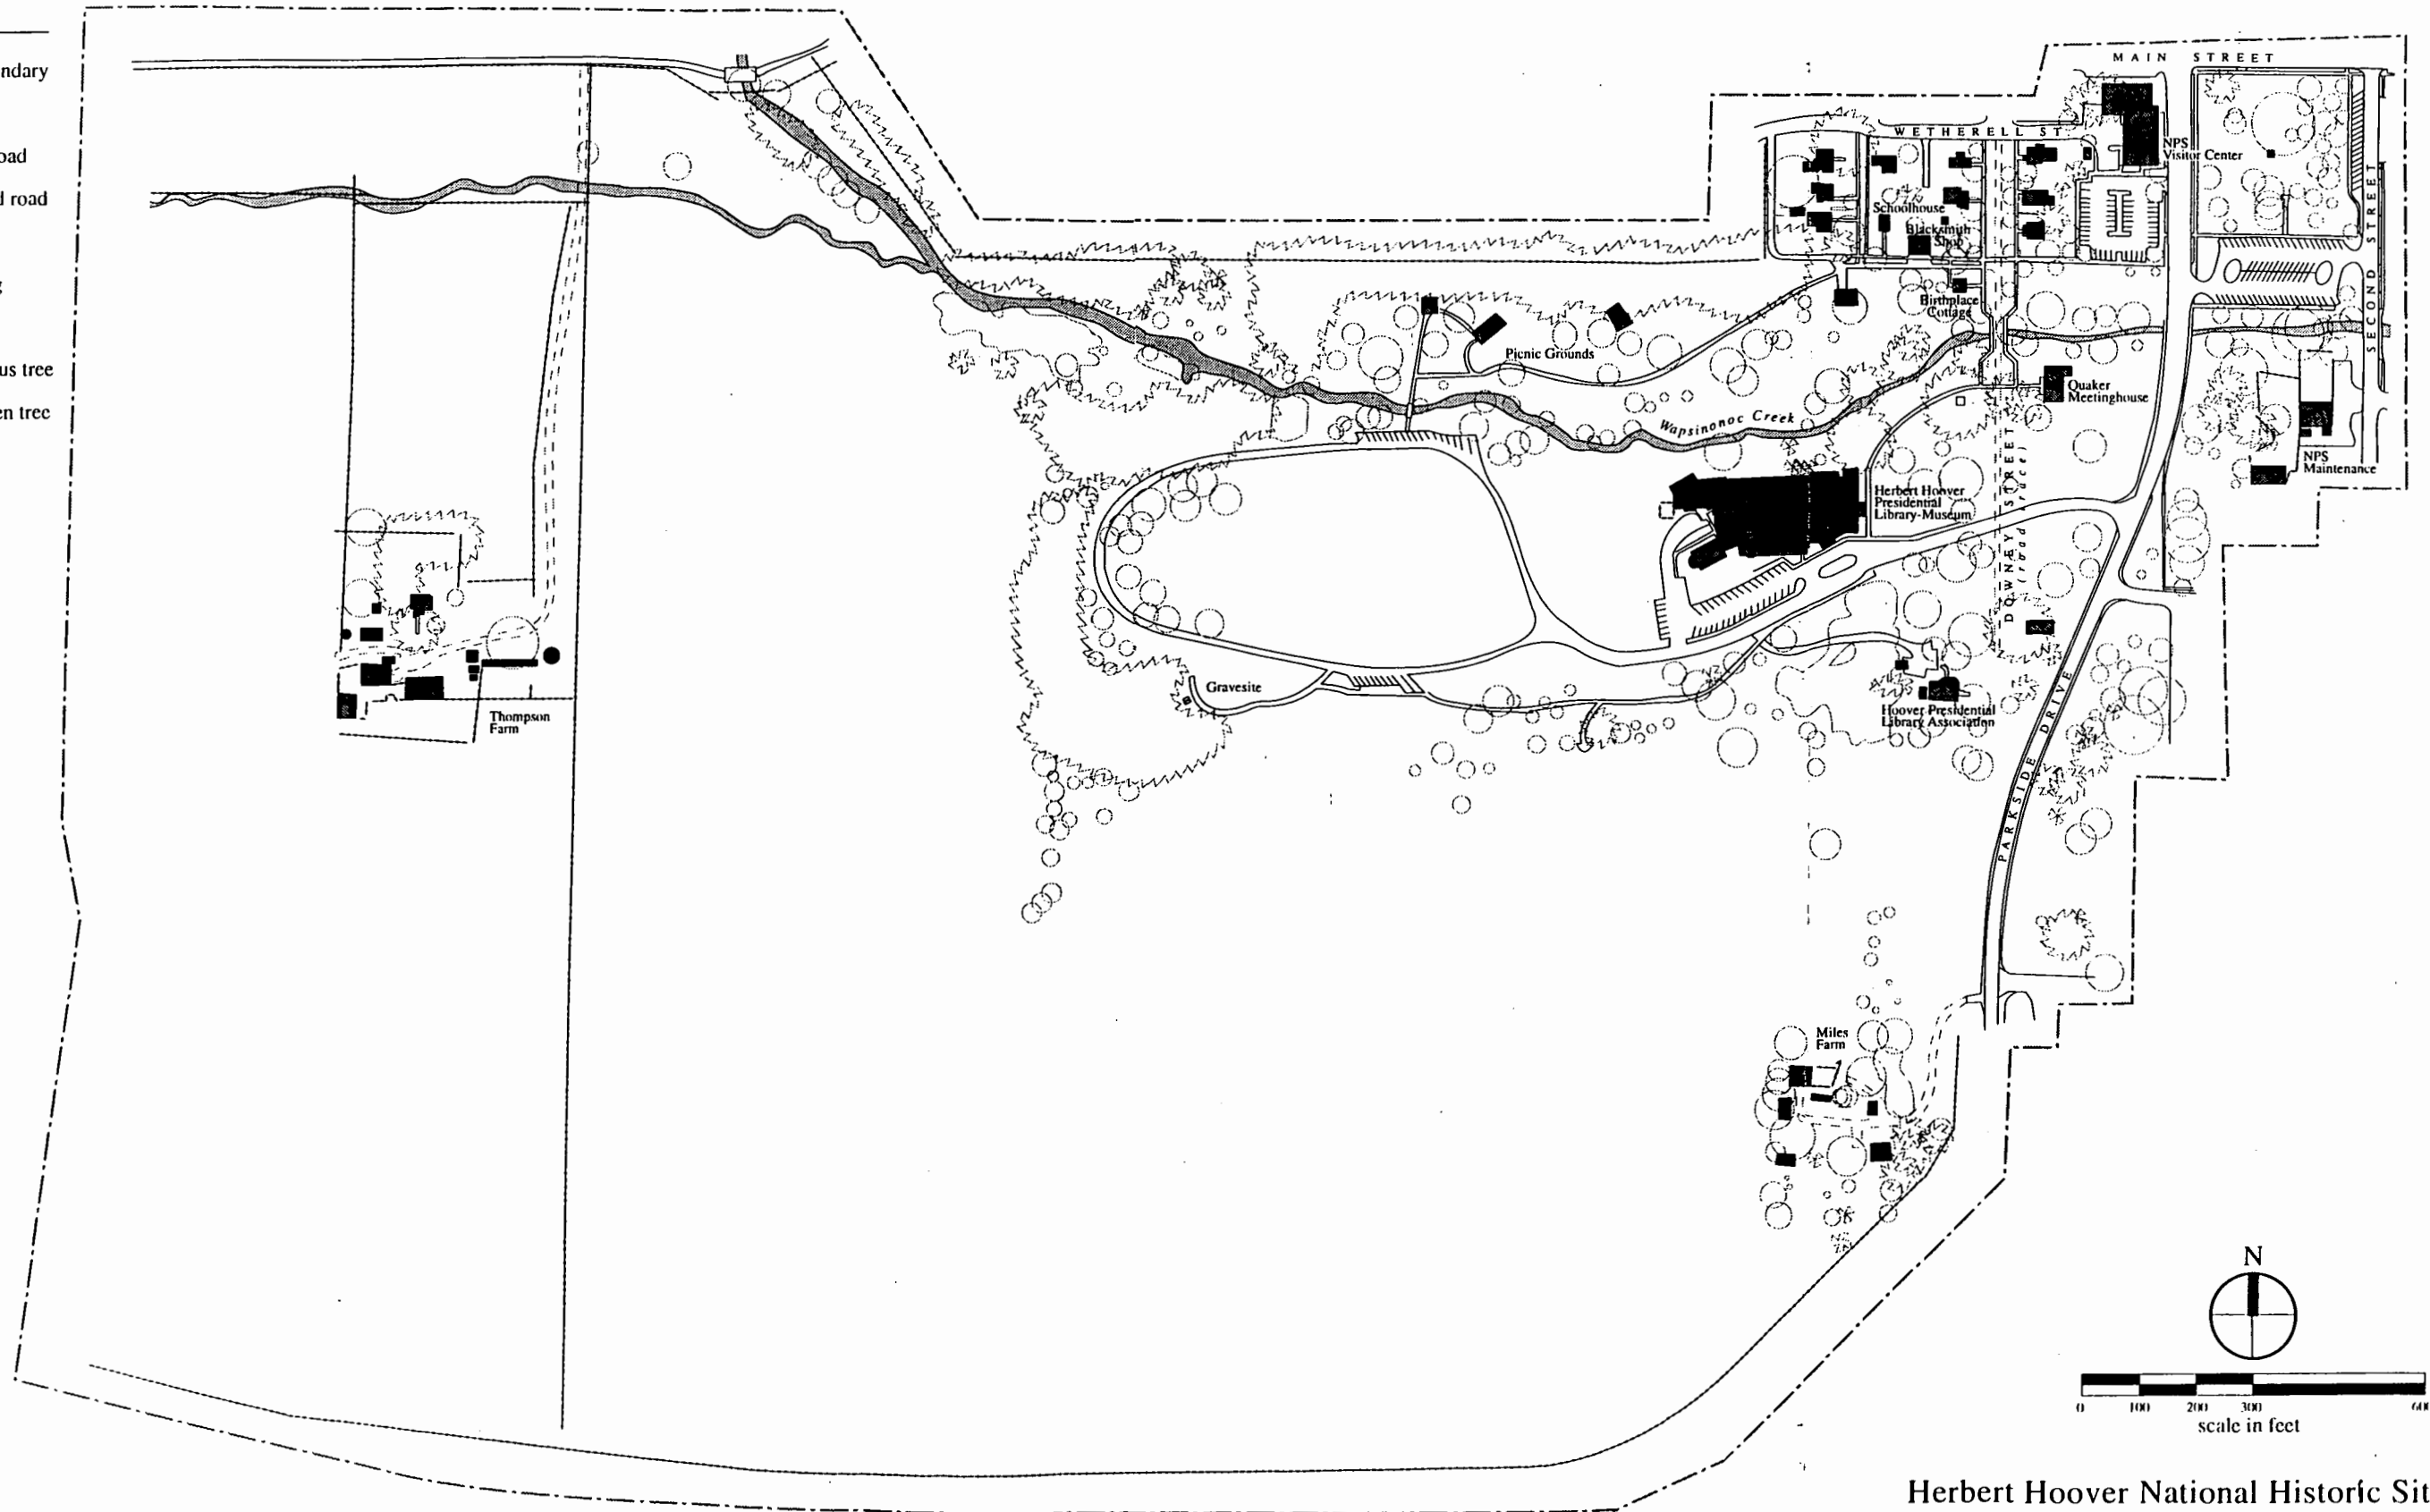 ndary
oad
d road
g
us tree
en tree
MAIN STREET
WETHERELL ST
NPS
Visitor Center
SECOND STREET
Schoolhouse
Blacksmith
Shop
Birthplace
Cottage
Picnic Grounds
Wapsinonoc Creek
Quaker
Meetinghouse
NPS
Maintenance
Herbert Hoover
Presidential
Library-Museum
DOWNEY STREET
(road trace)
Gravesite
Thompson
Farm
Hoover Presidential
Library Association
PARKSIDE DRIVE
Miles
Farm
N
0 100 200 300 600
scale in feet
Herbert Hoover National Historic Sit